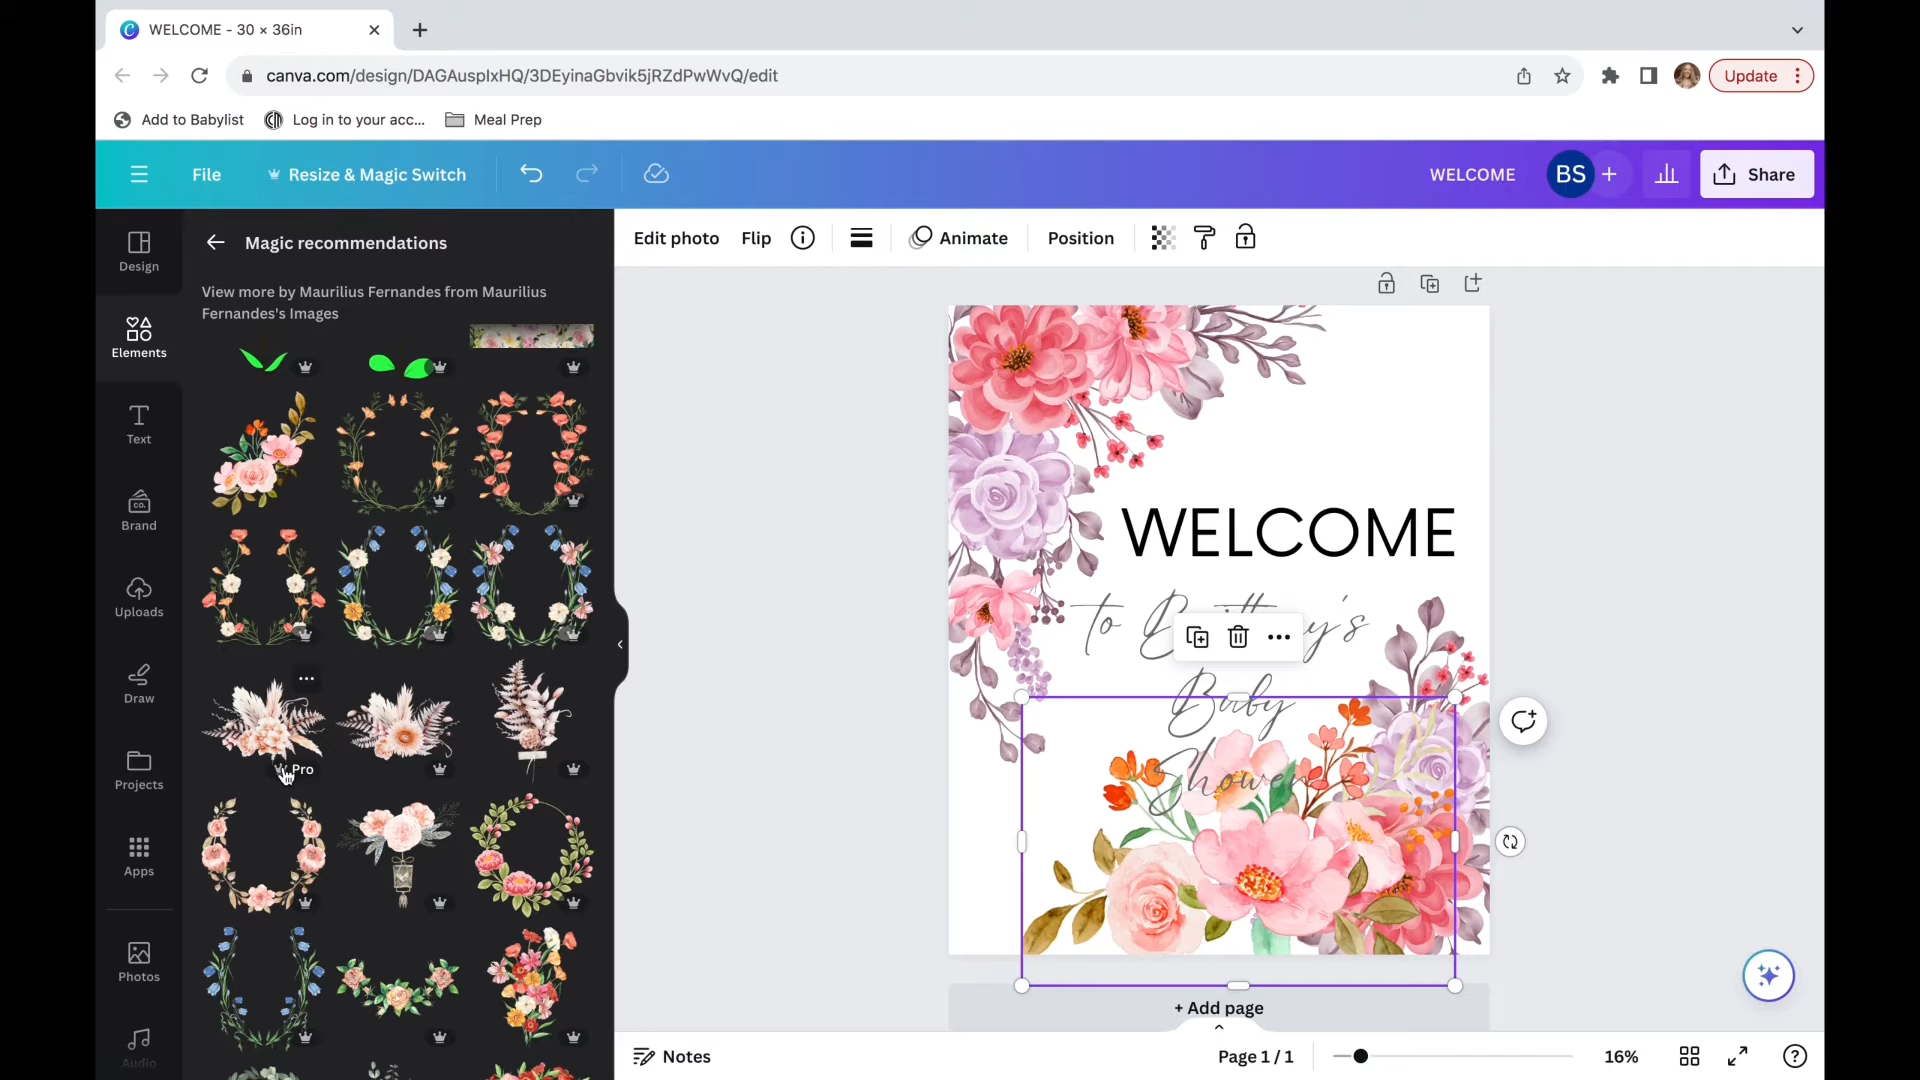 WELCOME - 30 × 36in
canva.com/design/DAGAuspIxHQ/3DEyinaGbvik5jRZdPwWvQ/edit
Update
Add to Babylist
Log in to your acc...
Meal Prep
File
Resize & Magic Switch
WELCOME
BS
Share
Design
Elements
Text
Brand
Uploads
Draw
Projects
Apps
Photos
Audio
Magic recommendations
View more by Maurilius Fernandes from Maurilius
Fernandes's Images
Pro
Edit photo
Flip
Animate
Position
WELCOME
to B y's
Baby
Shower
+ Add page
Notes
Page 1 / 1
16%